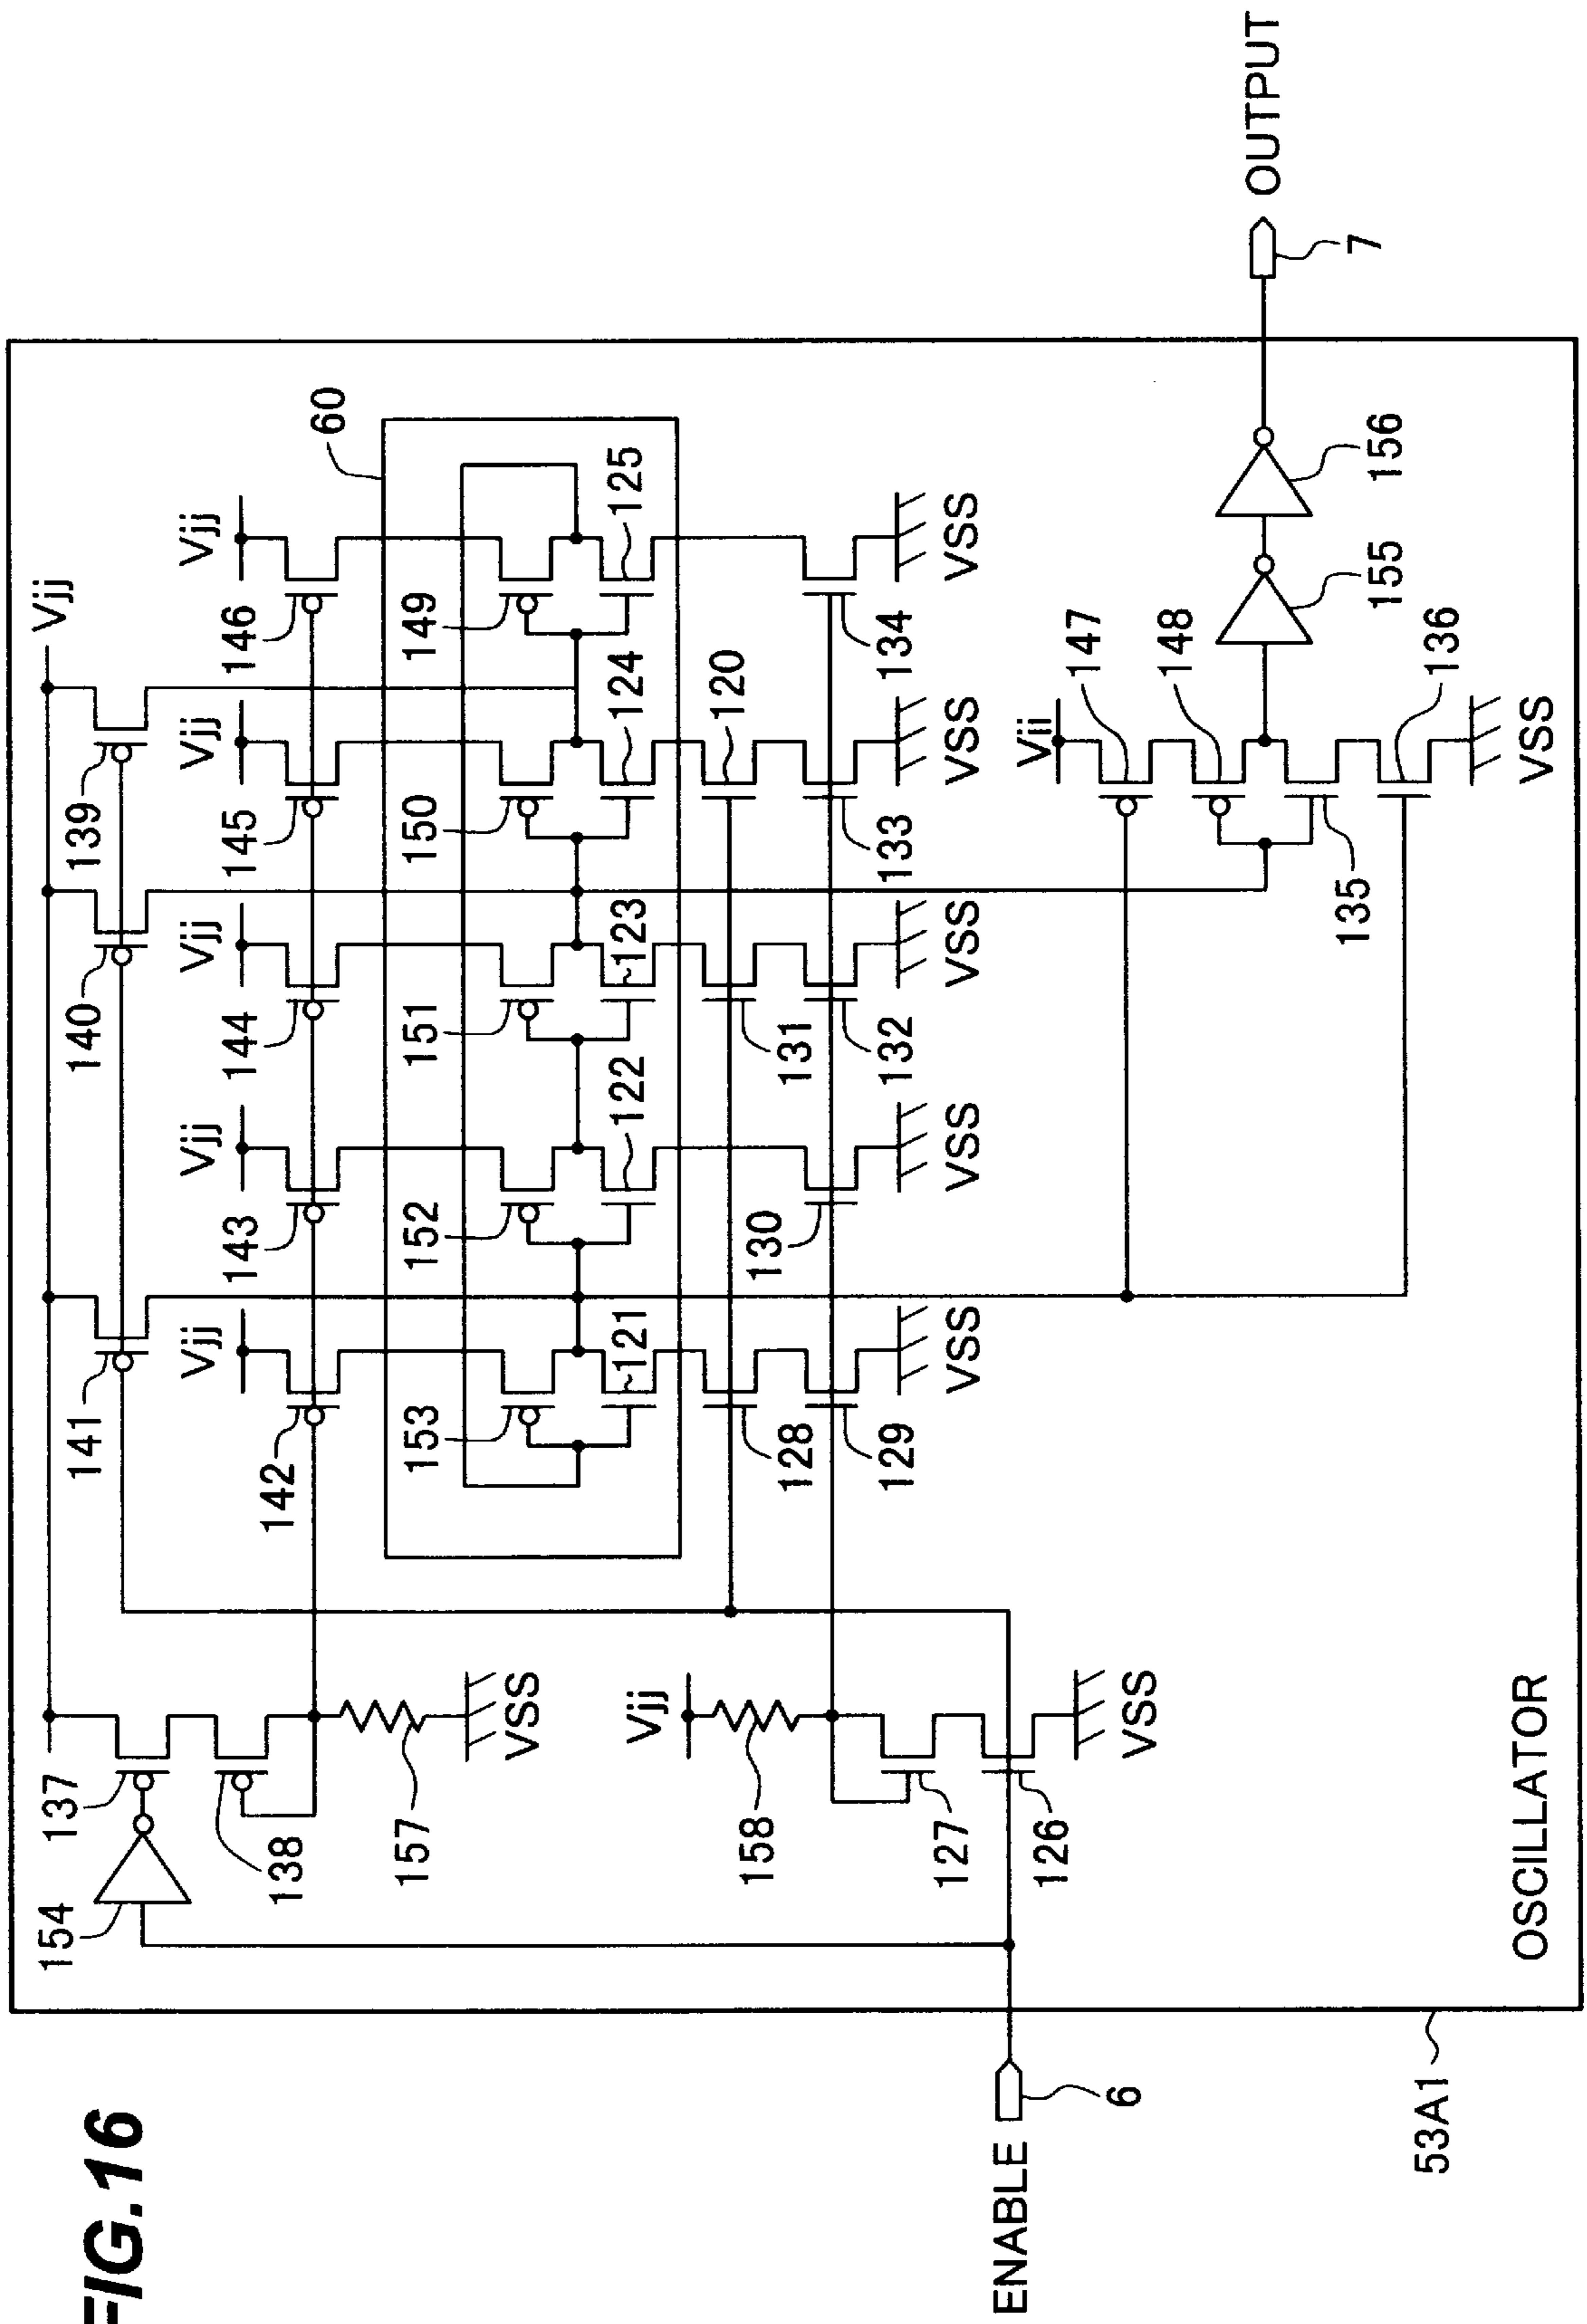 FIG.16
Vjj
139
140
141
137
154
138
Vjj
Vjj
Vjj
Vjj
Vjj
146
145
144
143
142
60
149
150
151
152
153
125
124
123
122
121
157
VSS
120
131
128
134
133
132
130
129
VSS
VSS
VSS
VSS
VSS
Vjj
158
127
126
VSS
ENABLE
6
Vii
147
148
135
136
VSS
155
156
7
OUTPUT
OSCILLATOR
53A1